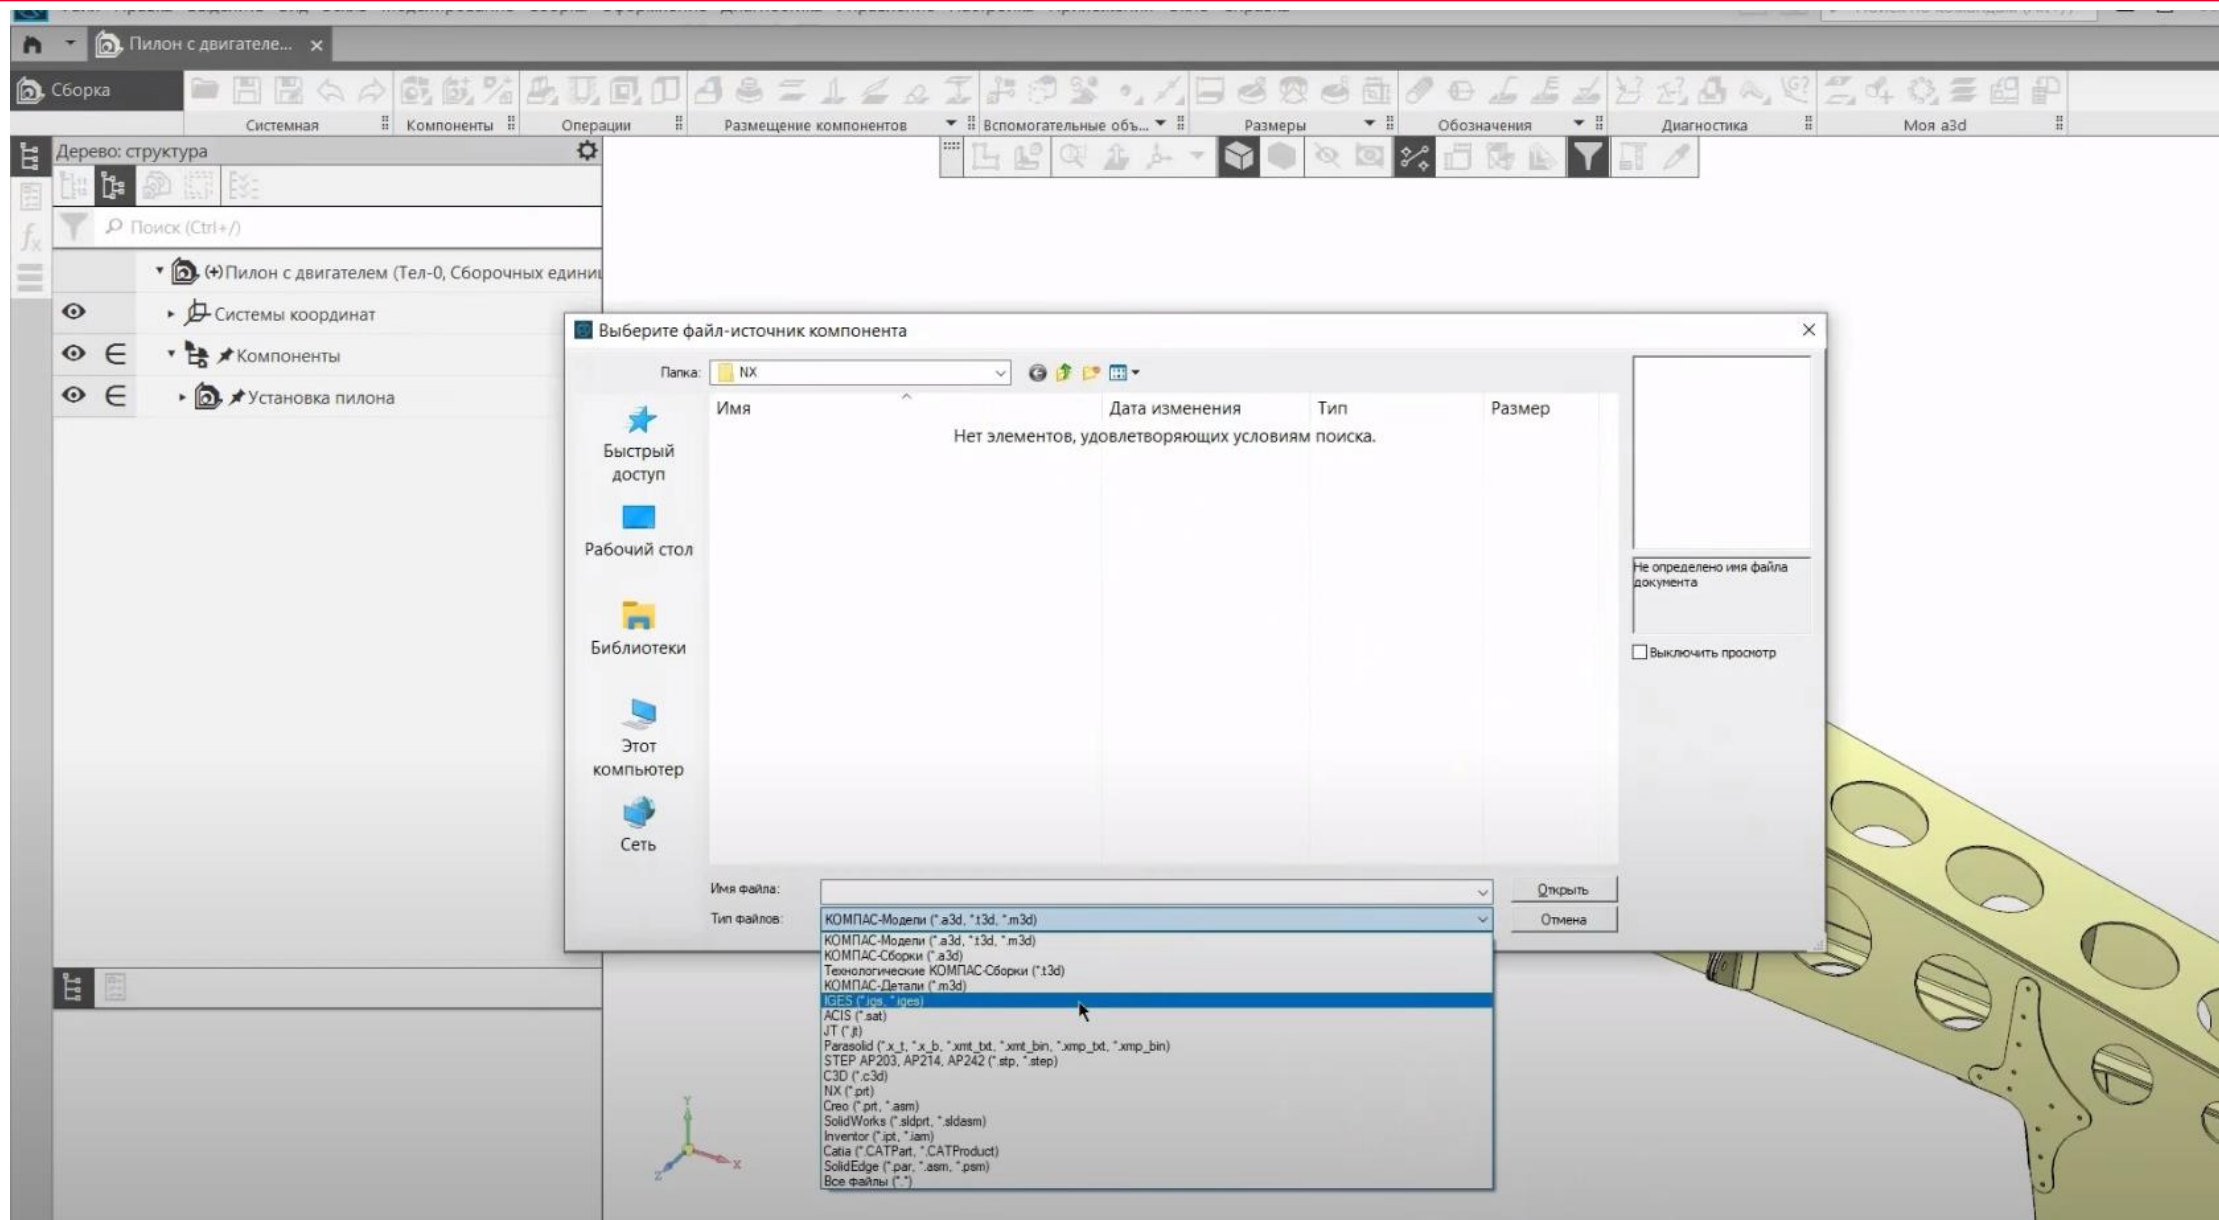 Пилон с двигателе...
Сборка
Системная
Компоненты
Операции
Размещение компонентов
Вспомогательные объ...
Размеры
Обозначения
Диагностика
Моя a3d
Дерево: структура
Поиск (Ctrl+/)
(+)Пилон с двигателем (Тел-0, Сборочных едини
Системы координат
Компоненты
Установка пилона
Выберите файл-источник компонента
Папка:
NX
Имя
Дата изменения
Тип
Размер
Нет элементов, удовлетворяющих условиям поиска.
Быстрый
доступ
Рабочий стол
Библиотеки
Этот
компьютер
Сеть
Не определено имя файла
документа
Выключить просмотр
Имя файла:
Открыть
Тип файлов:
КОМПАС-Модели (*.a3d, *.t3d, *.m3d)
Отмена
КОМПАС-Модели (*.a3d, *.t3d, *.m3d)
КОМПАС-Сборки (*.a3d)
Технологические КОМПАС-Сборки (*.t3d)
КОМПАС-Детали (*.m3d)
IGES (*.igs, *.iges)
ACIS (*.sat)
JT (*.jt)
Parasolid (*.x_t, *.x_b, *.xmt_txt, *.xmt_bin, *.xmp_txt, *.xmp_bin)
STEP AP203, AP214, AP242 (*.stp, *.step)
C3D (*.c3d)
NX (*.prt)
Creo (*.prt, *.asm)
SolidWorks (*.sldprt, *.sldasm)
Inventor (*.ipt, *.iam)
Catia (*.CATPart, *.CATProduct)
SolidEdge (*.par, *.asm, *.psm)
Все файлы (*.*)
Y
X
Z